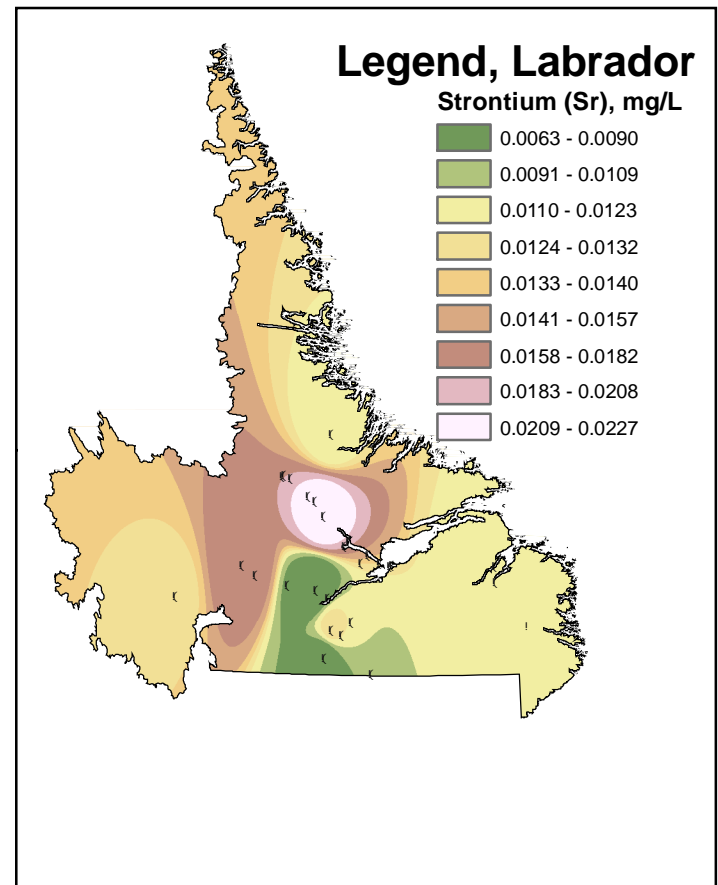 Legend, Labrador
Strontium (Sr), mg/L
0.0063 - 0.0090
0.0091 - 0.0109
0.0110 - 0.0123
0.0124 - 0.0132
0.0133 - 0.0140
0.0141 - 0.0157
0.0158 - 0.0182
0.0183 - 0.0208
0.0209 - 0.0227